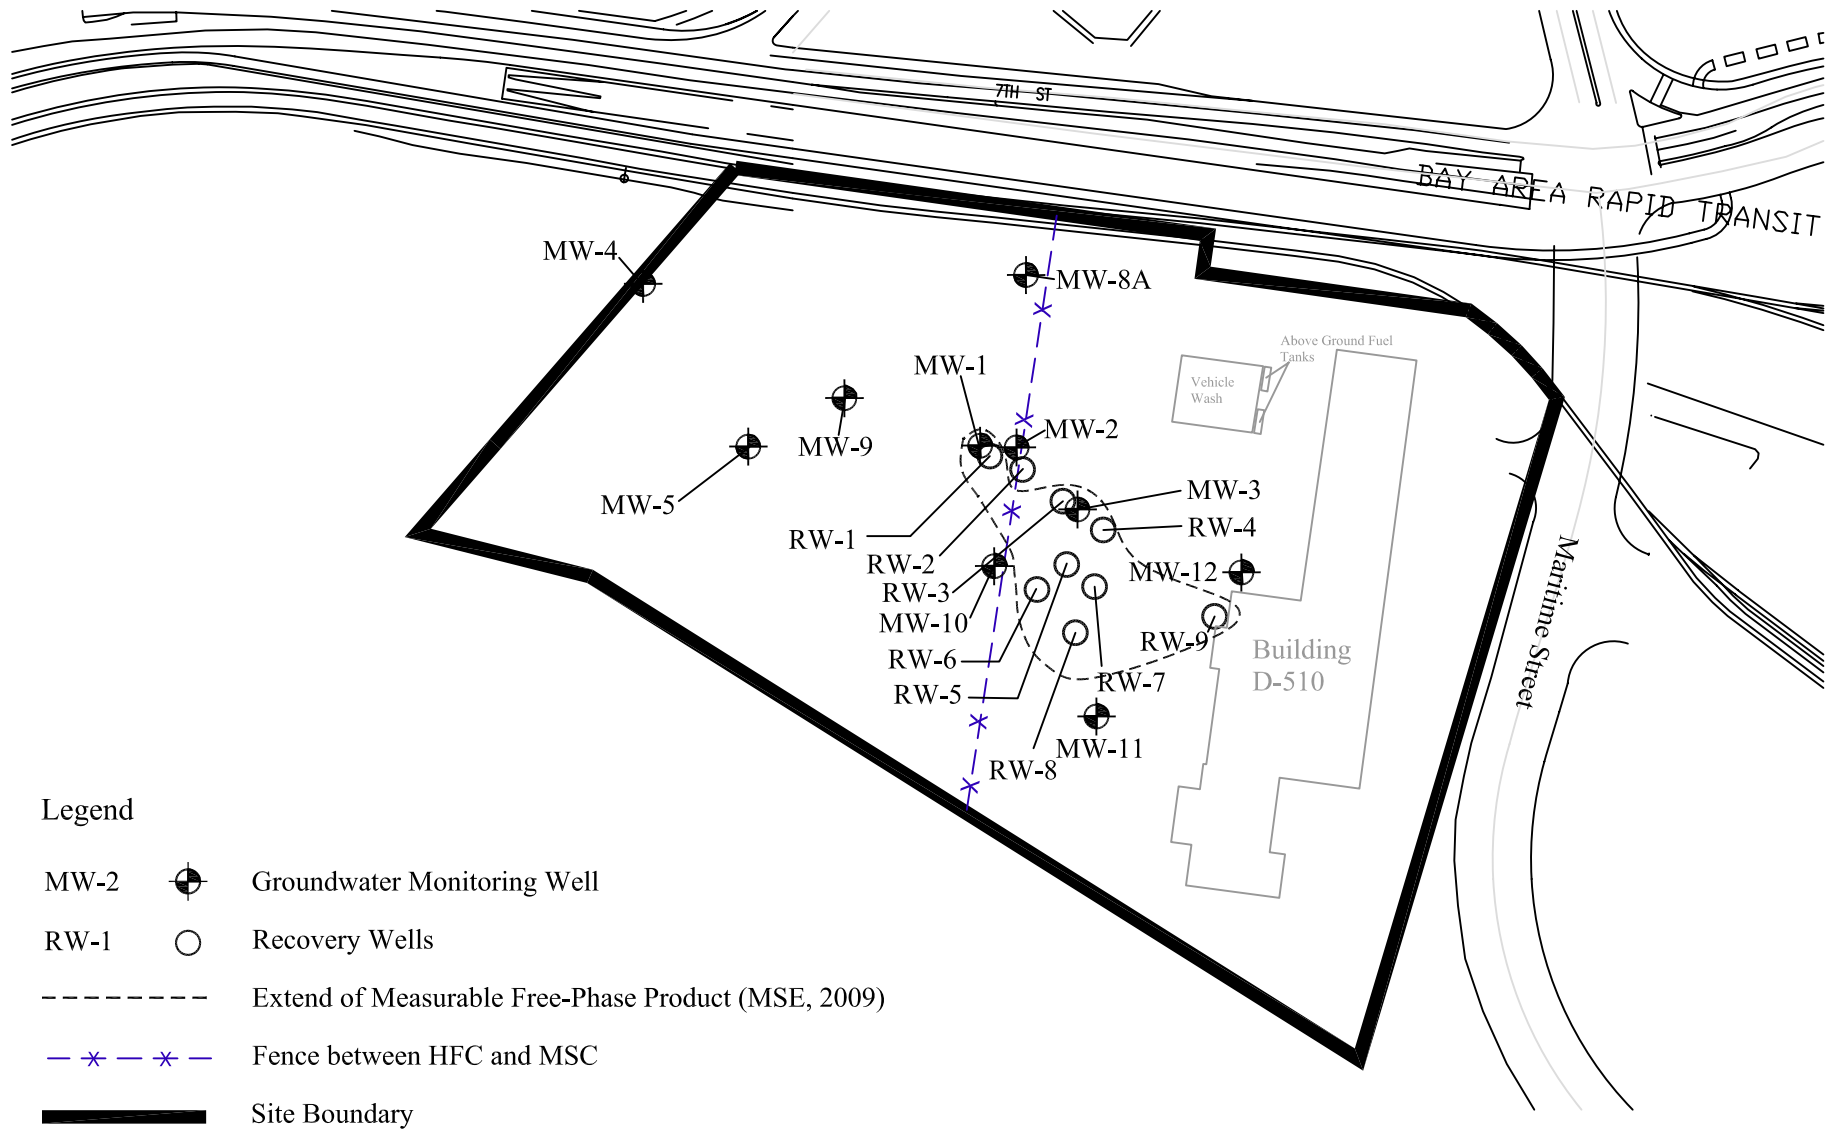 7TH ST
BAY AREA RAPID TRANSIT
MW-4
MW-8A
Above Ground Fuel
Tanks
MW-1
Vehicle
Wash
MW-2
MW-9
MW-5
MW-3
RW-4
RW-1
RW-2
MW-12
RW-3
MW-10
RW-9
RW-6
Building
D-510
RW-5
RW-7
MW-11
RW-8
Maritime Street
Legend
MW-2 Groundwater Monitoring Well
RW-1 Recovery Wells
Extend of Measurable Free-Phase Product (MSE, 2009)
Fence between HFC and MSC
Site Boundary